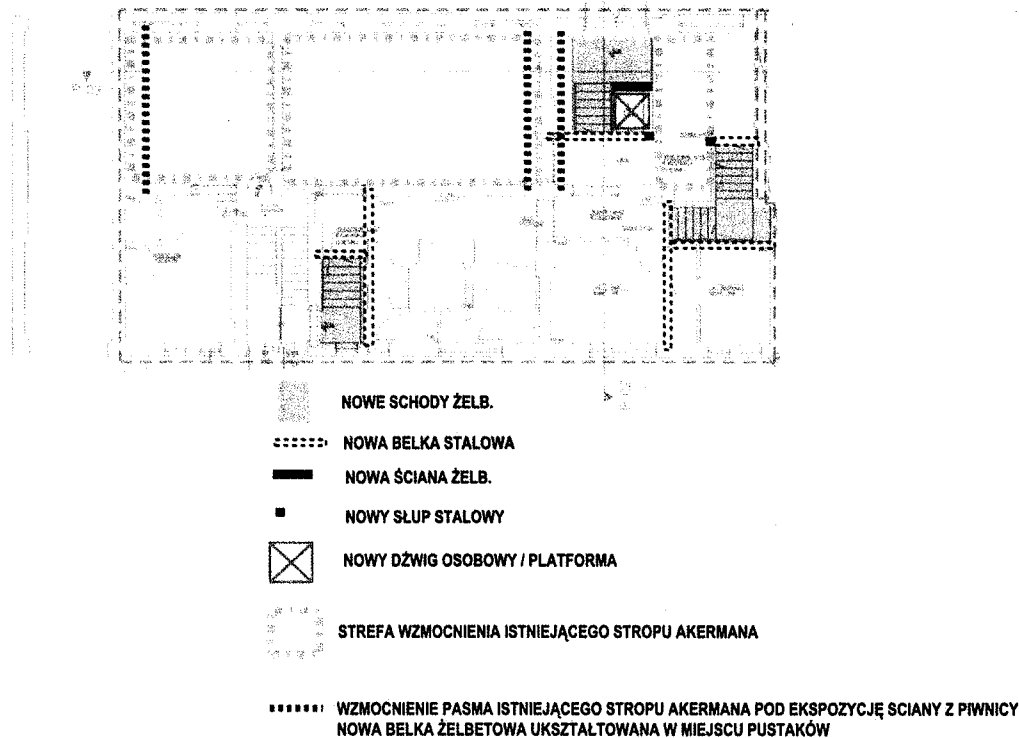 NOWE SCHODY ŻELB.
NOWA BELKA STALOWA
NOWA ŚCIANA ŻELB.
NOWY SŁUP STALOWY
NOWY DŹWIG OSOBOWY / PLATFORMA
STREFA WZMOCNIENIA ISTNIEJĄCEGO STROPU AKERMANA
WZMOCNIENIE PASMA ISTNIEJĄCEGO STROPU AKERMANA POD EKSPOZYCJĘ SCIANY Z PIWNICY
NOWA BELKA ŻELBETOWA UKSZTAŁTOWANA W MIEJSCU PUSTAKÓW